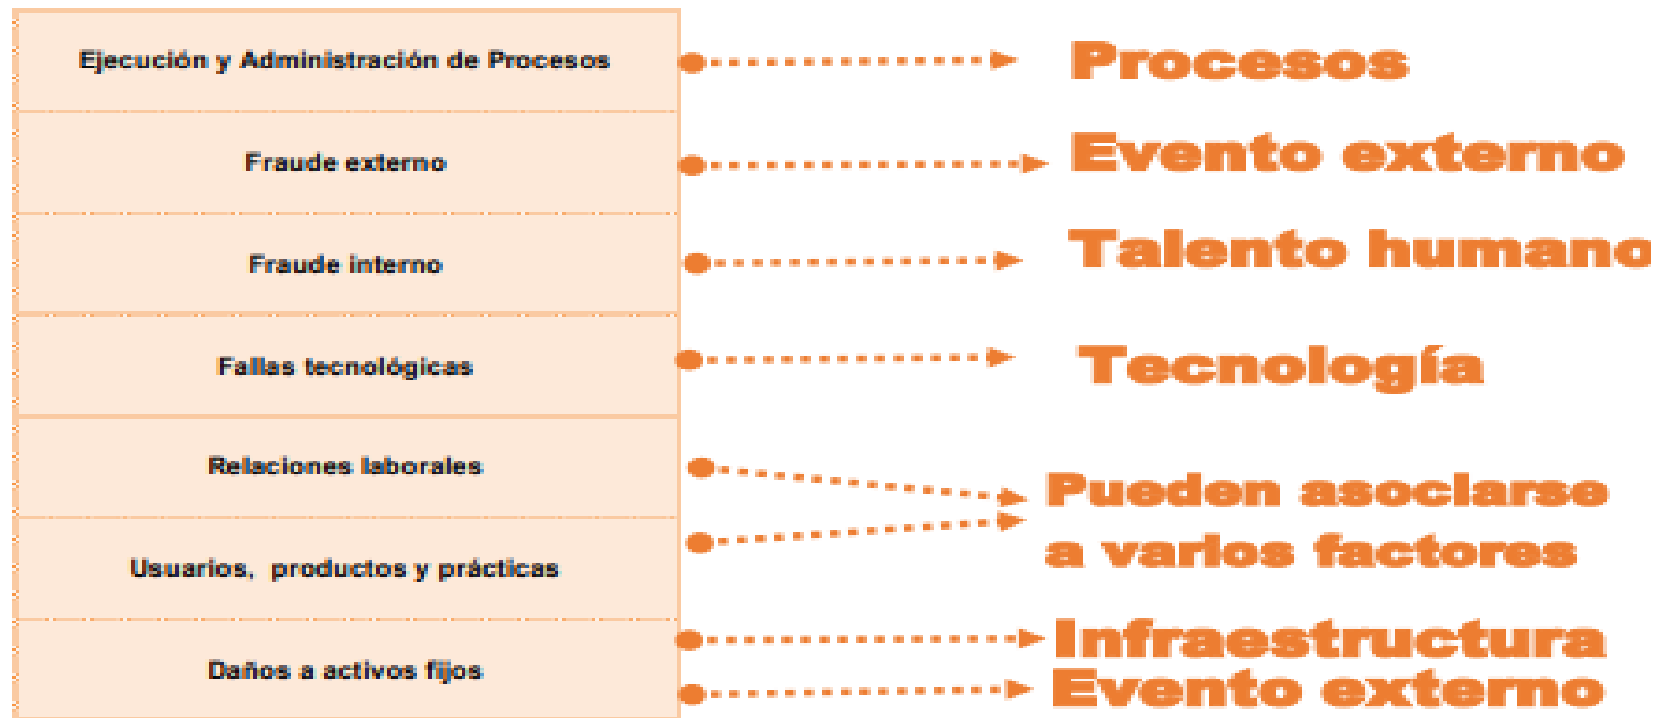 Ejecución y Administración de Procesos
Procesos
Fraude externo
Evento externo
Fraude interno
Talento humano
Fallas tecnológicas
Tecnología
Relaciones laborales
Pueden asociarse
a varios factores
Usuarios, productos y prácticas
Infraestructura
Daños a activos fijos
Evento externo